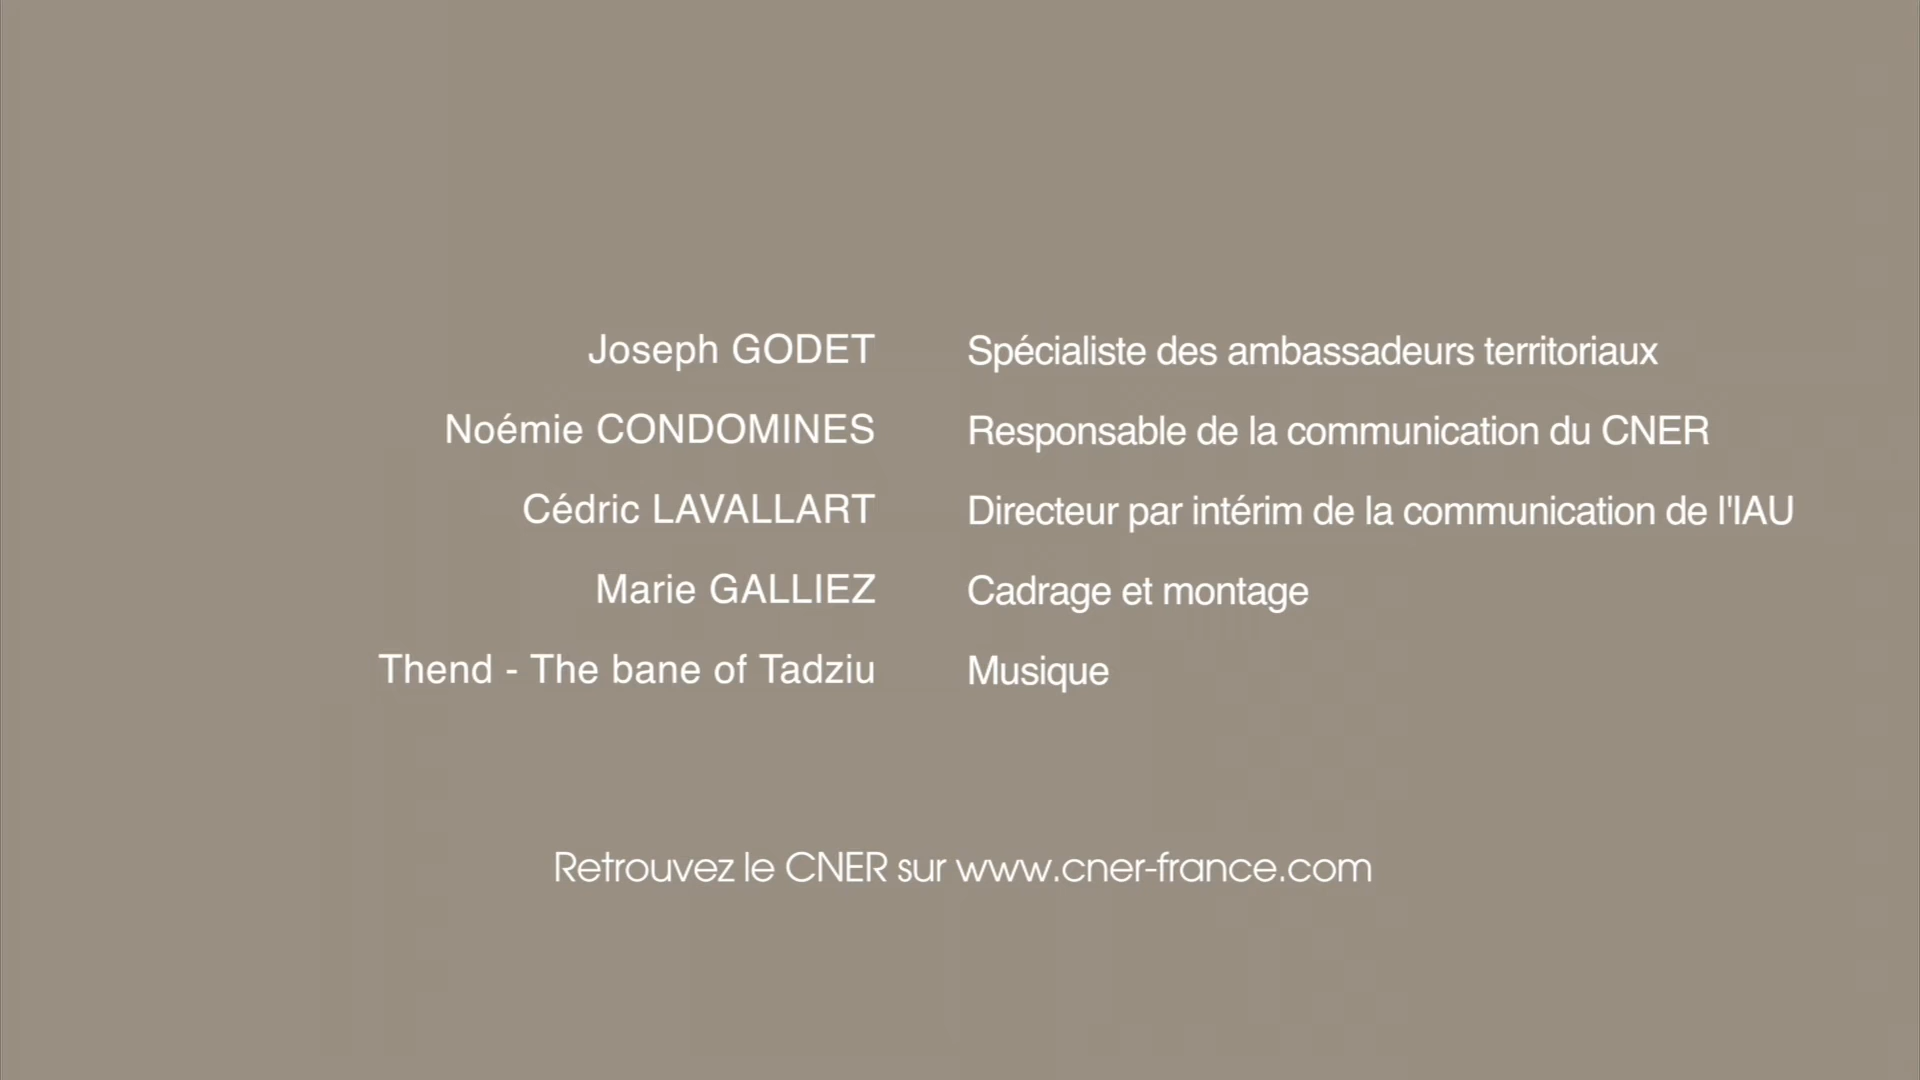 Joseph GODET Spécialiste des ambassadeurs territoriaux
Noémie CONDOMINES Responsable de la communication du CNER
Cédric LAVALLART Directeur par intérim de la communication de l'IAU
Marie GALLIEZ Cadrage et montage
Thend - The bane of Tadziu Musique
Retrouvez le CNER sur www.cner-france.com